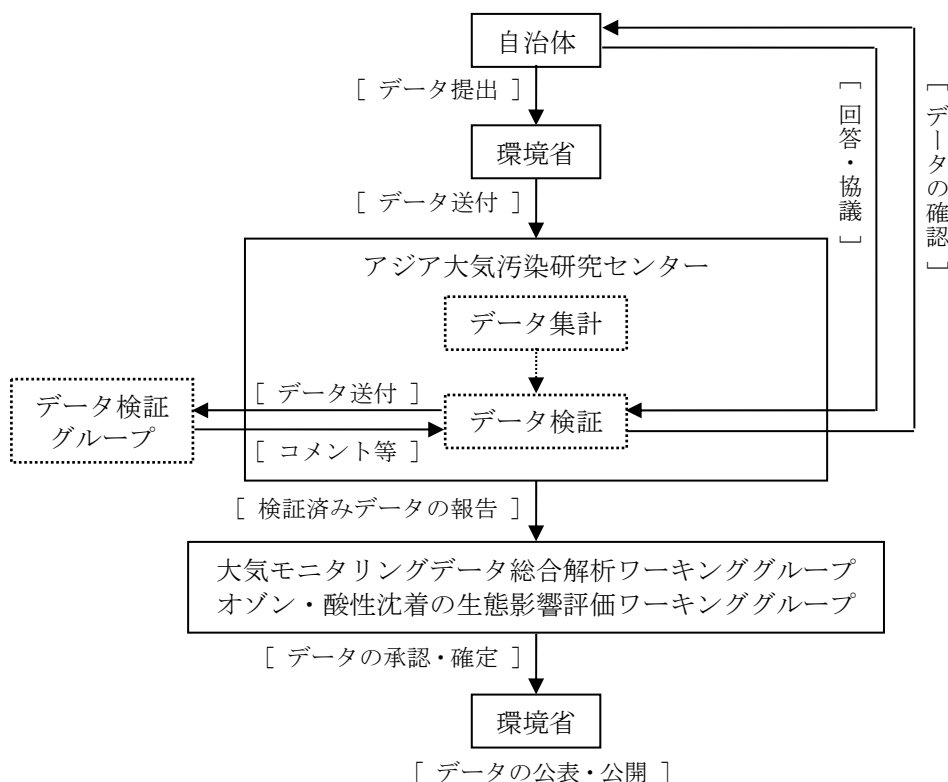 自治体
[ データ提出 ]
[ 回答・協議 ]
[ データの確認 ]
環境省
[ データ送付 ]
アジア大気汚染研究センター
データ集計
[ データ送付 ]
データ検証
グループ
データ検証
[ コメント等 ]
[ 検証済みデータの報告 ]
大気モニタリングデータ総合解析ワーキンググループ
オゾン・酸性沈着の生態影響評価ワーキンググループ
[ データの承認・確定 ]
環境省
[ データの公表・公開 ]